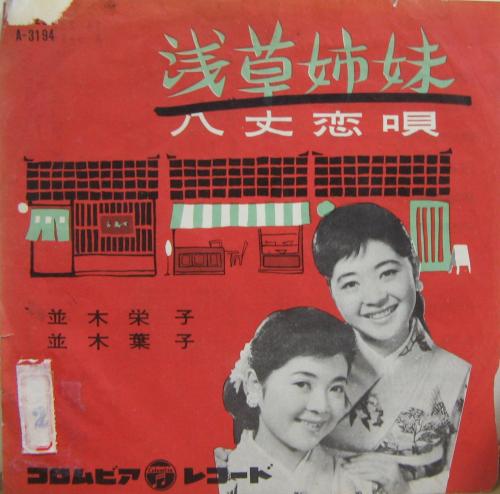 A-3194
浅草姉妹
八丈恋唄
並木栄子
並木葉子
2
コロムビア レコード